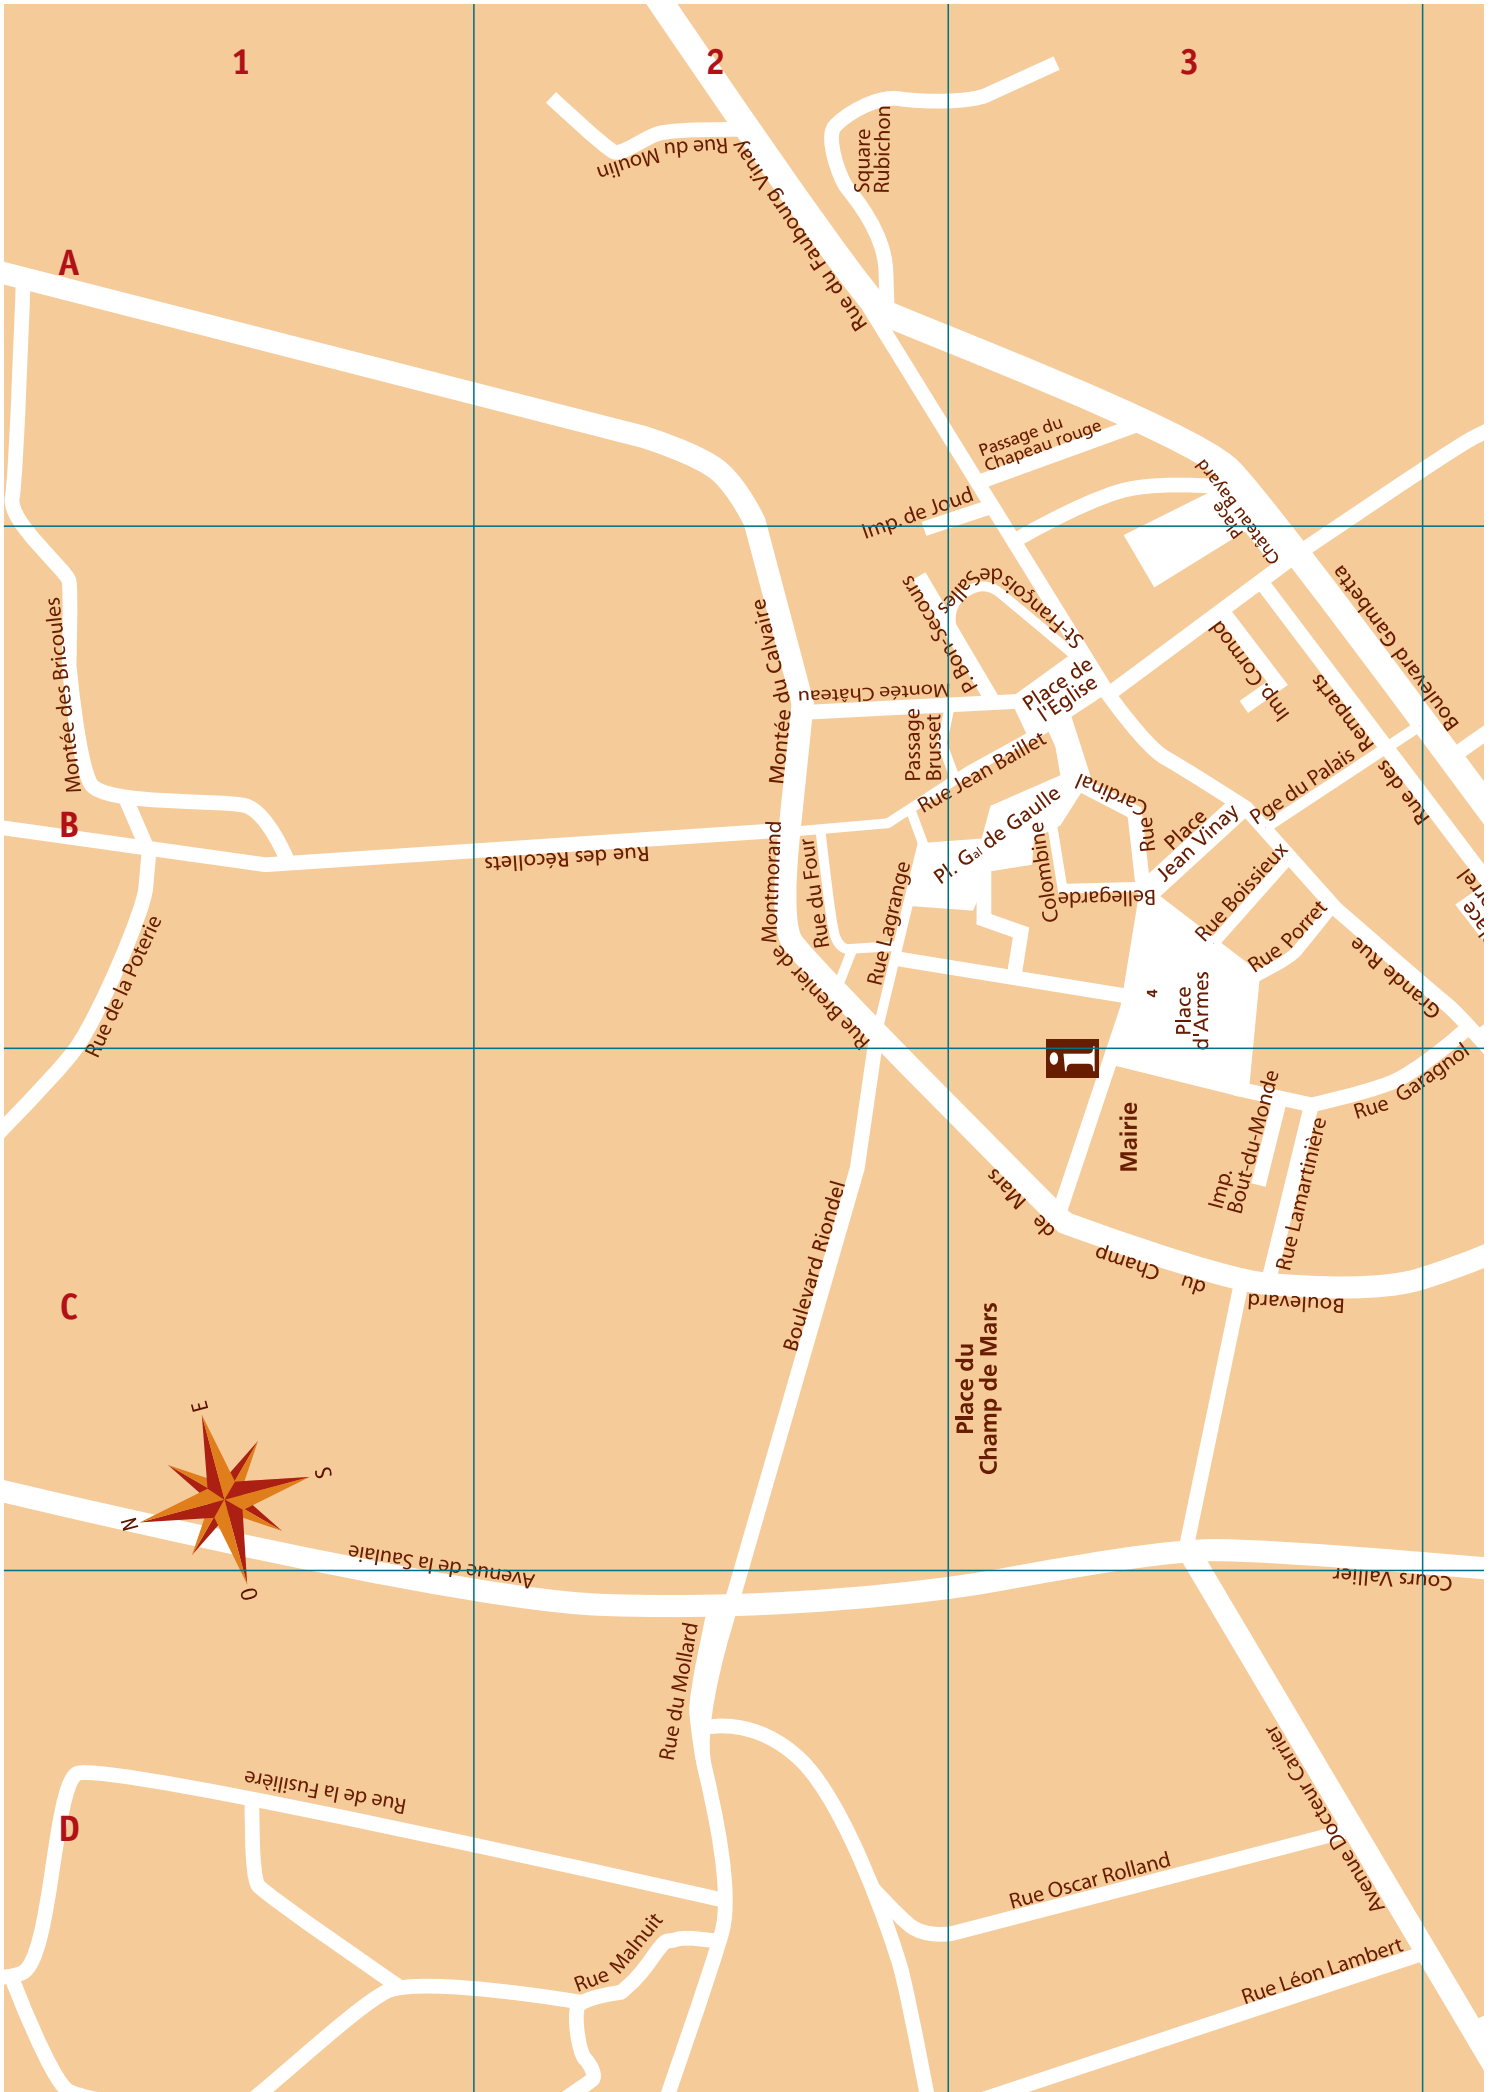 1
2
3
Square
Rubichon
Rue du Moulin
Rue du Faubourg Vinay
A
Passage du
Chapeau rouge
Imp. de Joud
Place
Château Bayard
Boulevard Gambetta
St-François de Salles
P. Bon-Secours
Imp. Cormod
Rue des Remparts
Montée des Bricoules
Montée du Calvaire
Montée Château
Place de
l'Eglise
Passage
Brusset
Rue Jean Baillet
Pge du Palais
B
Rue Cardinal
Place
Jean Vinay
Pl. Gal de Gaulle
Colombine
Bellegarde
Rue des Récollets
Rue du Four
Rue Lagrange
Rue Brenier de Montmorand
Rue Boissieux
Rue Porret
Grande Rue
Rue de la Poterie
4
Place
d'Armes
i
Rue Garagnol
Mairie
Imp.
Bout-du-Monde
Rue Lamartinière
Boulevard du Champ de Mars
Boulevard Riondel
C
Place du
Champ de Mars
E
S
N
O
Avenue de la Saulaie
Cours Vallier
Rue du Mollard
Rue de la Fusilière
D
Avenue Docteur Carrier
Rue Oscar Rolland
Rue Malnuit
Rue Léon Lambert